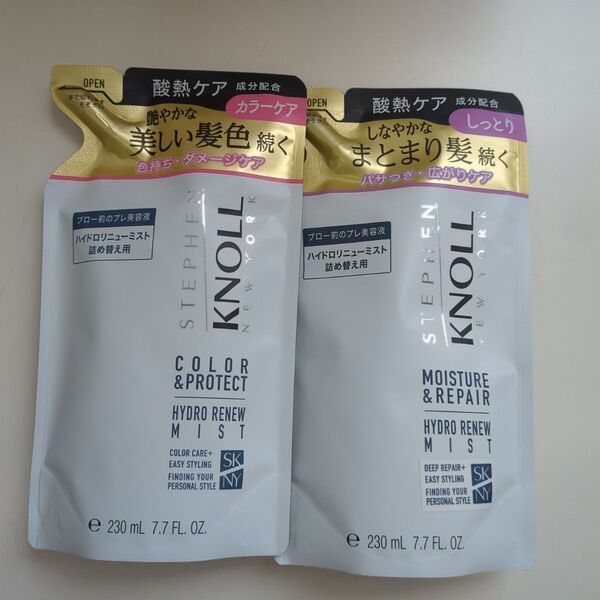 OPEN
酸熱ケア 成分配合
カラーケア
艶やかな
美しい髪色 続く
色持ち・ダメージケア
ブロー前のプレ美容液
ハイドロリニューミスト
詰め替え用
STEPHEN
KNOLL
NEW YORK
COLOR
&PROTECT
HYDRO RENEW
MIST
COLOR CARE+
EASY STYLING
FINDING YOUR
PERSONAL STYLE
SK
NY
e 230 mL 7.7 FL. OZ.
OPEN
酸熱ケア 成分配合
しっとり
しなやかな
まとまり髪 続く
パサつき・広がりケア
ブロー前のプレ美容液
ハイドロリニューミスト
詰め替え用
STEPHEN
KNOLL
NEW YORK
MOISTURE
&REPAIR
HYDRO RENEW
MIST
DEEP REPAIR+
EASY STYLING
FINDING YOUR
PERSONAL STYLE
SK
NY
e 230 mL 7.7 FL. OZ.